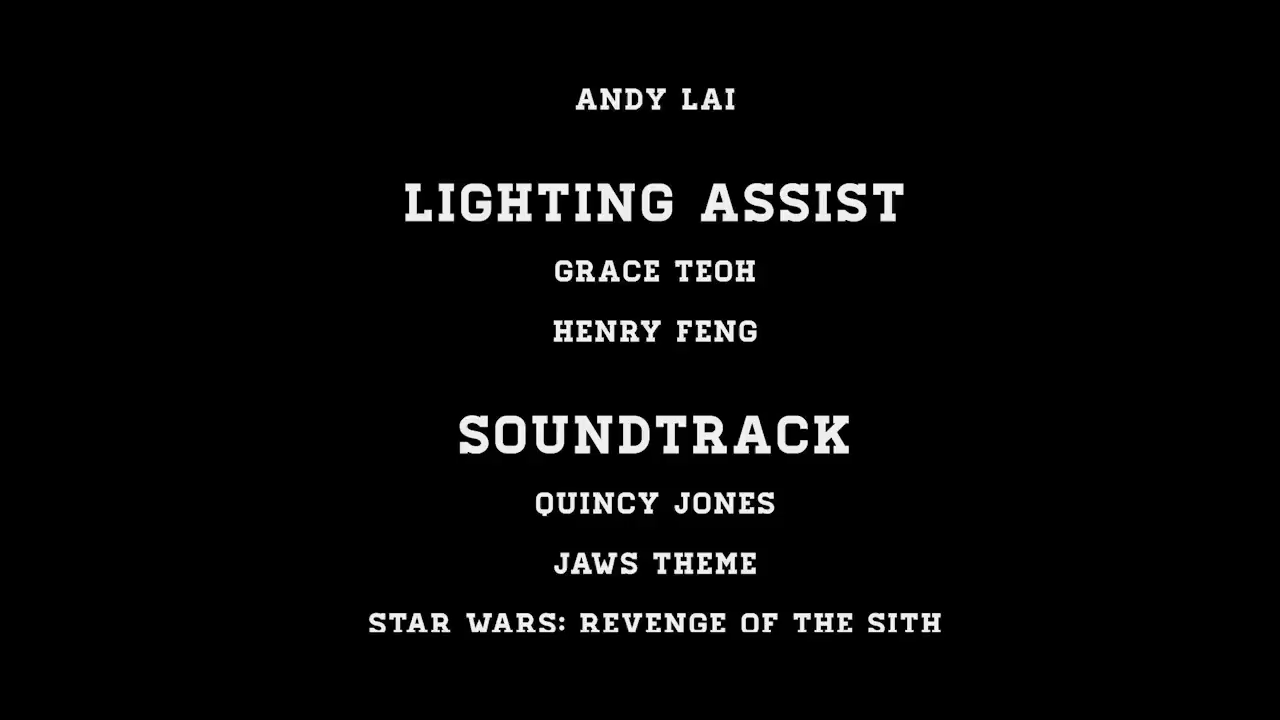 ANDY LAI
LIGHTING ASSIST
GRACE TEOH
HENRY FENG
SOUNDTRACK
QUINCY JONES
JAWS THEME
STAR WARS: REVENGE OF THE SITH